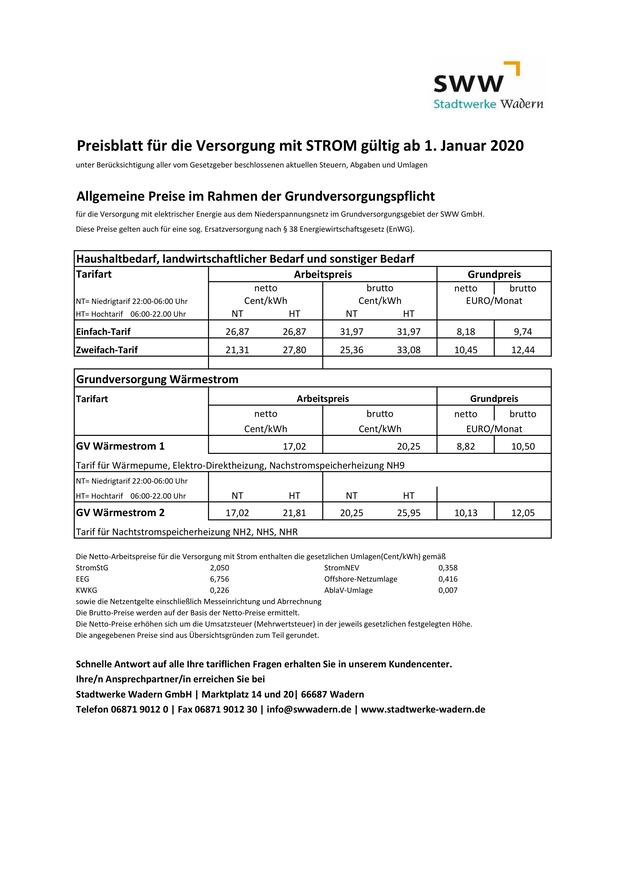 SWW
Stadtwerke Wadern
Preisblatt für die Versorgung mit STROM gültig ab 1. Januar 2020
unter Berücksichtigung aller vom Gesetzgeber beschlossenen aktuellen Steuern, Abgaben und Umlagen
Allgemeine Preise im Rahmen der Grundversorgungspflicht
für die Versorgung mit elektrischer Energie aus dem Niederspannungsnetz im Grundversorgungsgebiet der SWW GmbH.
Diese Preise gelten auch für eine sog. Ersatzversorgung nach § 38 Energiewirtschaftsgesetz (EnWG).
Haushaltbedarf, landwirtschaftlicher Bedarf und sonstiger Bedarf
Tarifart Arbeitspreis Grundpreis
netto brutto netto brutto
NT= Niedrigtarif 22:00-06:00 Uhr Cent/kWh Cent/kWh EURO/Monat
HT= Hochtarif 06:00-22.00 Uhr NT HT NT HT
Einfach-Tarif 26,87 26,87 31,97 31,97 8,18 9,74
Zweifach-Tarif 21,31 27,80 25,36 33,08 10,45 12,44
Grundversorgung Wärmestrom
Tarifart Arbeitspreis Grundpreis
netto brutto netto brutto
Cent/kWh Cent/kWh EURO/Monat
GV Wärmestrom 1 17,02 20,25 8,82 10,50
Tarif für Wärmepume, Elektro-Direktheizung, Nachstromspeicherheizung NH9
NT= Niedrigtarif 22:00-06:00 Uhr
HT= Hochtarif 06:00-22.00 Uhr NT HT NT HT
GV Wärmestrom 2 17,02 21,81 20,25 25,95 10,13 12,05
Tarif für Nachtstromspeicherheizung NH2, NHS, NHR
Die Netto-Arbeitspreise für die Versorgung mit Strom enthalten die gesetzlichen Umlagen(Cent/kWh) gemäß
StromStG 2,050 StromNEV 0,358
EEG 6,756 Offshore-Netzumlage 0,416
KWKG 0,226 AblaV-Umlage 0,007
sowie die Netzentgelte einschließlich Messeinrichtung und Abrrechnung
Die Brutto-Preise werden auf der Basis der Netto-Preise ermittelt.
Die Netto-Preise erhöhen sich um die Umsatzsteuer (Mehrwertsteuer) in der jeweils gesetzlichen festgelegten Höhe.
Die angegebenen Preise sind aus Übersichtsgründen zum Teil gerundet.
Schnelle Antwort auf alle Ihre tariflichen Fragen erhalten Sie in unserem Kundencenter.
Ihre/n Ansprechpartner/in erreichen Sie bei
Stadtwerke Wadern GmbH | Marktplatz 14 und 20| 66687 Wadern
Telefon 06871 9012 0 | Fax 06871 9012 30 | info@swwadern.de | www.stadtwerke-wadern.de